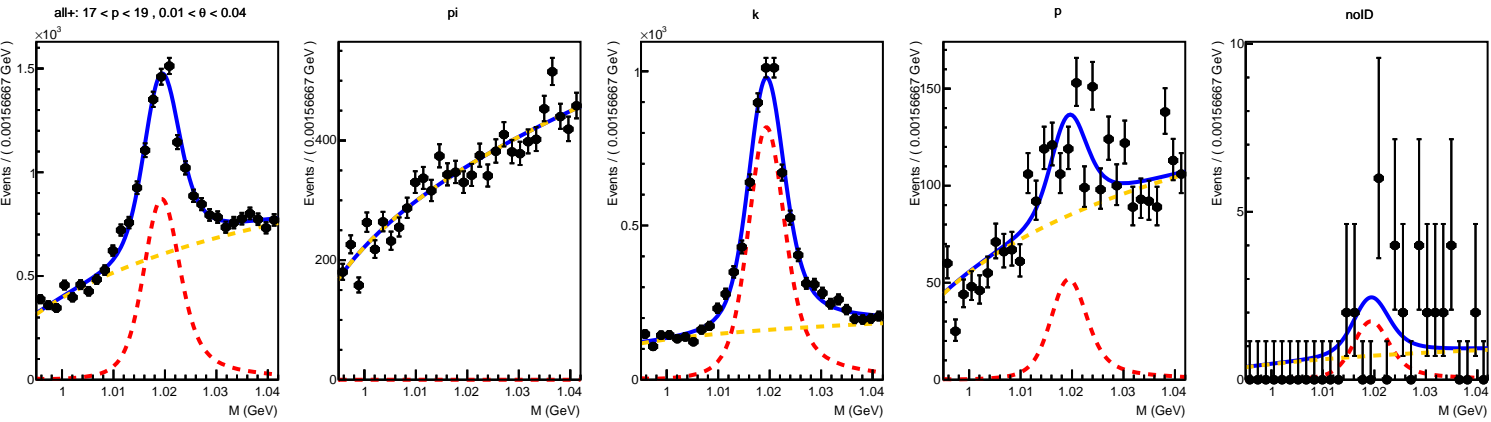 all+: 17 < p < 19 , 0.01 < θ < 0.04
×10³
Events / ( 0.00156667 GeV )
1.5
1
0.5
0
1 1.01 1.02 1.03 1.04
M (GeV)
pi
Events / ( 0.00156667 GeV )
400
200
0
1 1.01 1.02 1.03 1.04
M (GeV)
k
×10³
Events / ( 0.00156667 GeV )
1
0.5
0
1 1.01 1.02 1.03 1.04
M (GeV)
p
Events / ( 0.00156667 GeV )
150
100
50
0
1 1.01 1.02 1.03 1.04
M (GeV)
noID
Events / ( 0.00156667 GeV )
10
5
0
1 1.01 1.02 1.03 1.04
M (GeV)